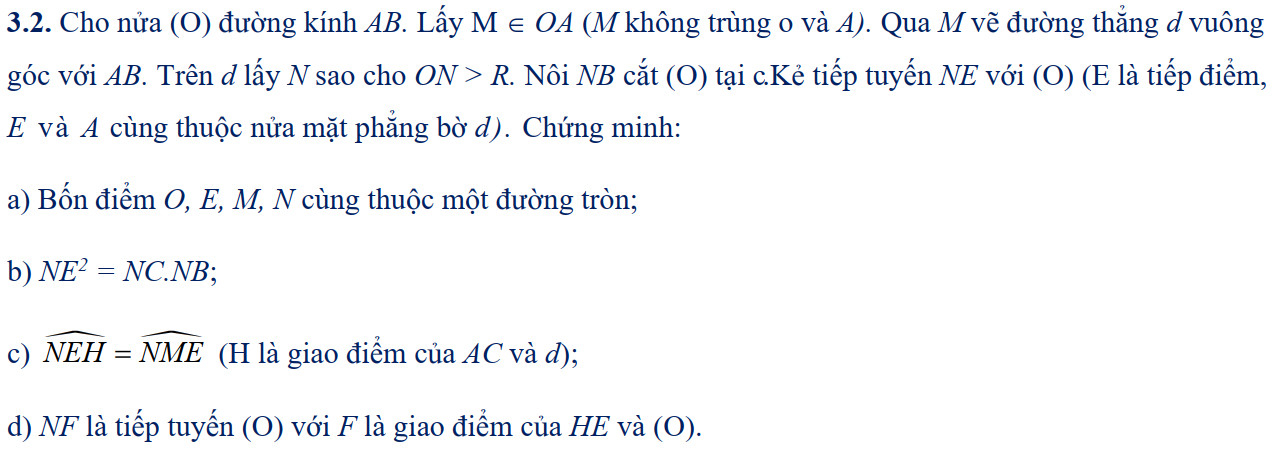 3.2. Cho nửa (O) đường kính AB. Lấy M ∈ OA (M không trùng o và A). Qua M vẽ đường thẳng d vuông
góc với AB. Trên d lấy N sao cho ON > R. Nôi NB cắt (O) tại c.Kẻ tiếp tuyến NE với (O) (E là tiếp điểm,
E và A cùng thuộc nửa mặt phẳng bờ d). Chứng minh:
a) Bốn điểm O, E, M, N cùng thuộc một đường tròn;
b) NE² = NC.NB;
c) $\widehat{NEH} = \widehat{NME}$ (H là giao điểm của AC và d);
d) NF là tiếp tuyến (O) với F là giao điểm của HE và (O).